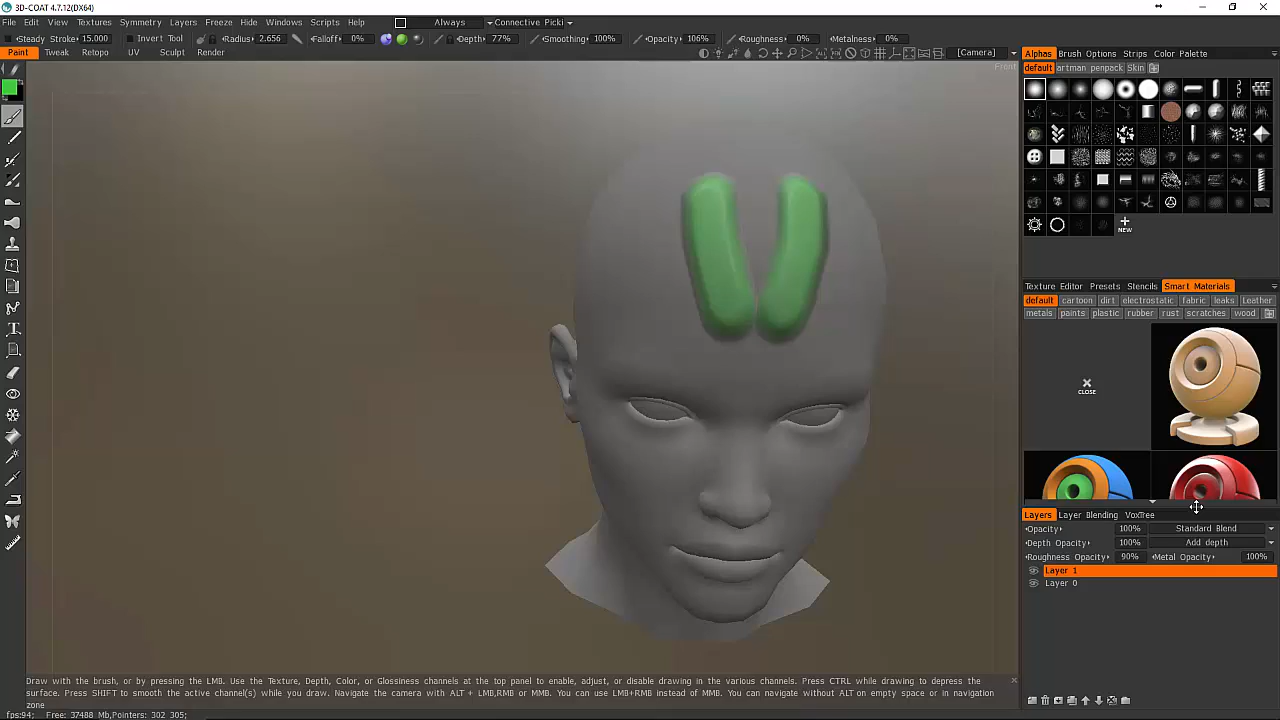 3D-COAT 4.7.12(DX64)
File Edit View Textures Symmetry Layers Freeze Hide Windows Scripts Help Always Connective Picki
Steady Stroke 15.000 Invert Tool Radius 2.656 Falloff 0% Depth 77% Smoothing 100% Opacity 106% Roughness 0% Metalness 0%
Paint Tweak Retopo UV Sculpt Render [Camera]
Alphas Brush Options Strips Color Palette
Front
default artman penpack Skin
NEW
Texture Editor Presets Stencils Smart Materials
default cartoon dirt electrostatic fabric leaks Leather
metals paints plastic rubber rust scratches wood
CLOSE
Layers Layer Blending VoxTree
Opacity 100% Standard Blend
Depth Opacity 100% Add depth
Roughness Opacity 90% Metal Opacity 100%
Layer 1
Layer 0
Draw with the brush, or by pressing the LMB. Use the Texture, Depth, Color, or Glossiness channels at the top panel to enable, adjust, or disable drawing in the various channels. Press CTRL while drawing to depress the
surface. Press SHIFT to smooth the active channel(s) while you draw. Navigate the camera with ALT + LMB,RMB or MMB. You can use LMB+RMB instead of MMB. You can navigate without ALT on empty space or in navigation
zone
fps:94; Free: 37488 Mb,Pointers: 302 305;